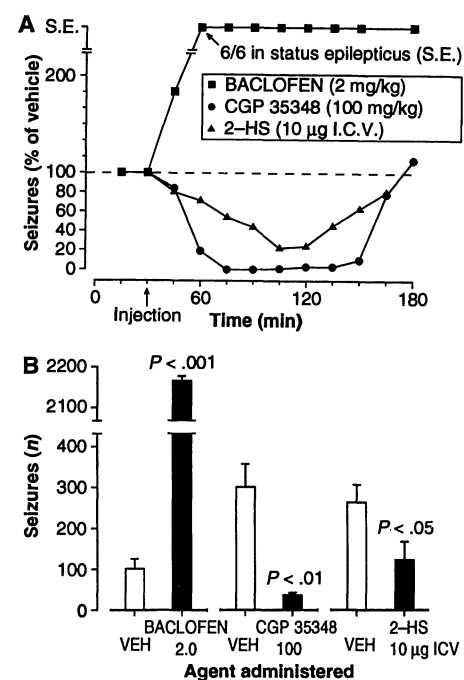 A
S.E.
6/6 in status epilepticus (S.E.)
200
BACLOFEN (2 mg/kg)
CGP 35348 (100 mg/kg)
2–HS (10 µg I.C.V.)
Seizures (% of vehicle)
100
80
60
40
20
0
0 60 120 180
Injection
Time (min)
B
2200
P < .001
2100
Seizures (n)
400
300
200
P < .05
100
P < .01
0
BACLOFEN CGP 35348 2–HS
VEH 2.0 VEH 100 VEH 10 µg ICV
Agent administered